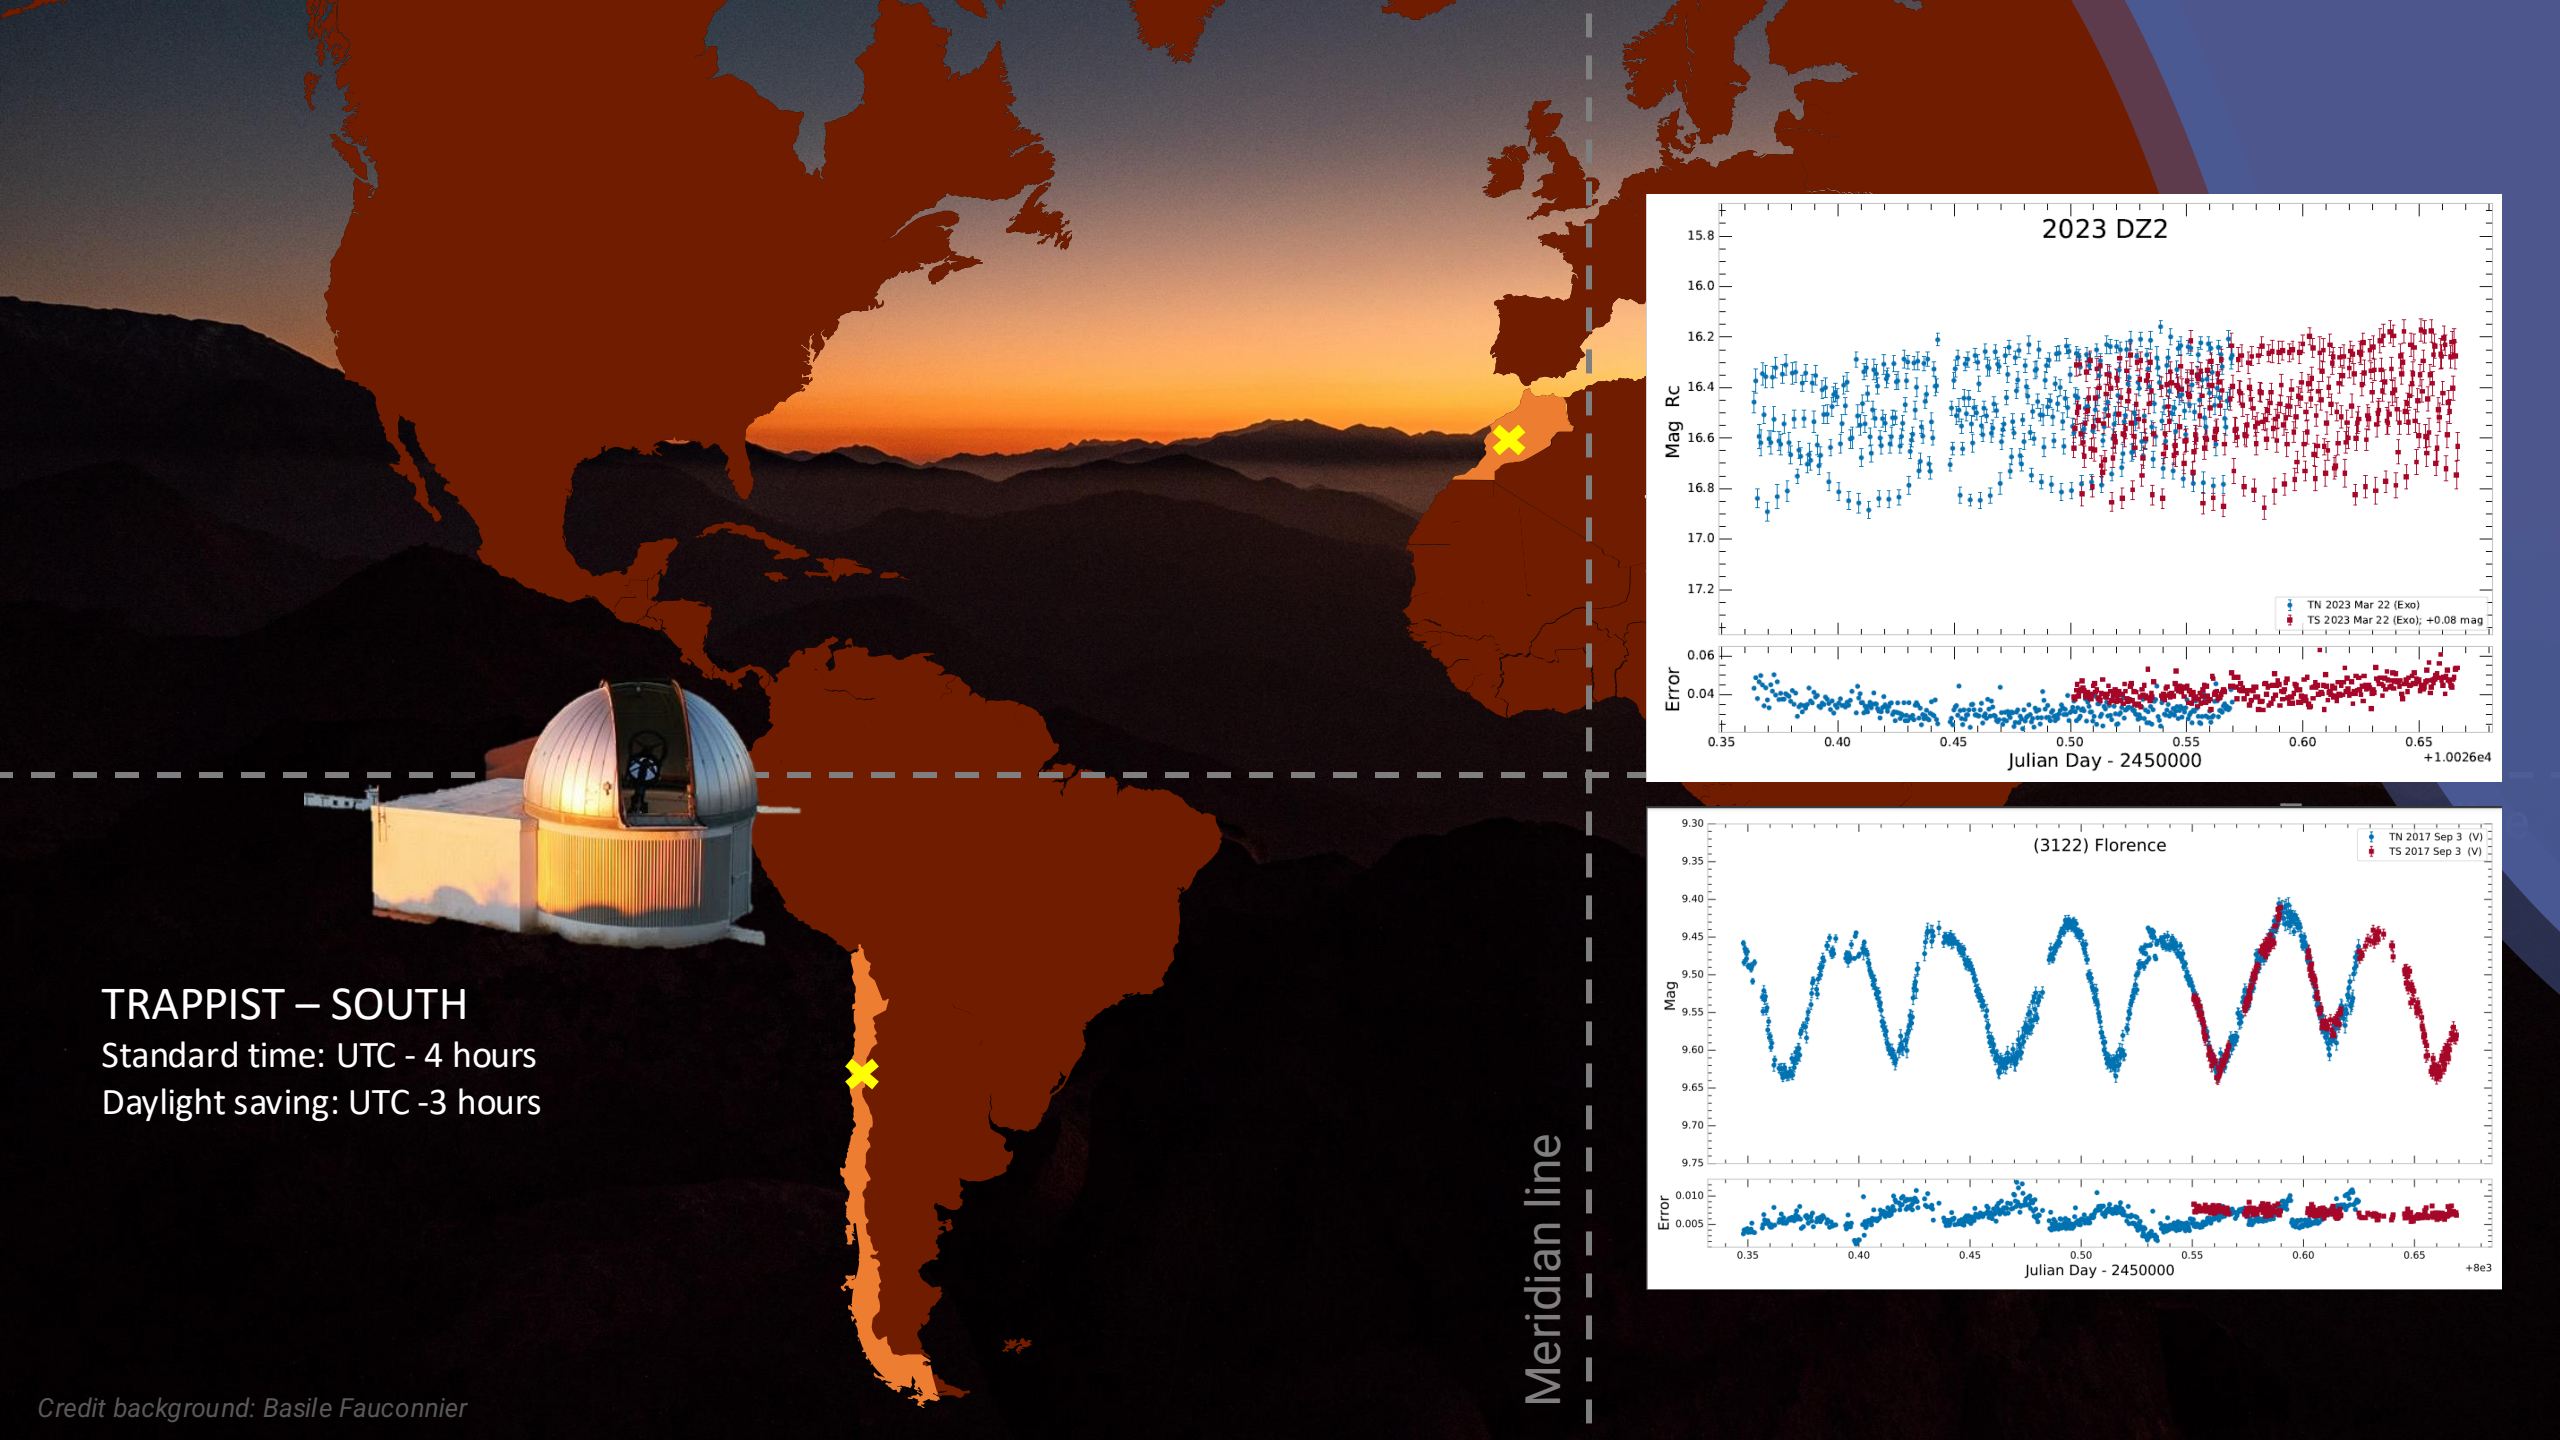 2023 DZ2
15.8
16.0
16.2
16.4
16.6
16.8
17.0
17.2
Mag Rc
TN 2023 Mar 22 (Exo)
TS 2023 Mar 22 (Exo); +0.08 mag
0.06
0.04
Error
0.35 0.40 0.45 0.50 0.55 0.60 0.65
+1.0026e4
Julian Day - 2450000
9.30
9.35
9.40
9.45
9.50
9.55
9.60
9.65
9.70
9.75
Mag
(3122) Florence
TN 2017 Sep 3 (V)
TS 2017 Sep 3 (V)
0.010
0.005
Error
0.35 0.40 0.45 0.50 0.55 0.60 0.65
+8e3
Julian Day - 2450000
TRAPPIST – SOUTH
Standard time: UTC - 4 hours
Daylight saving: UTC -3 hours
Meridian line
Credit background: Basile Fauconnier